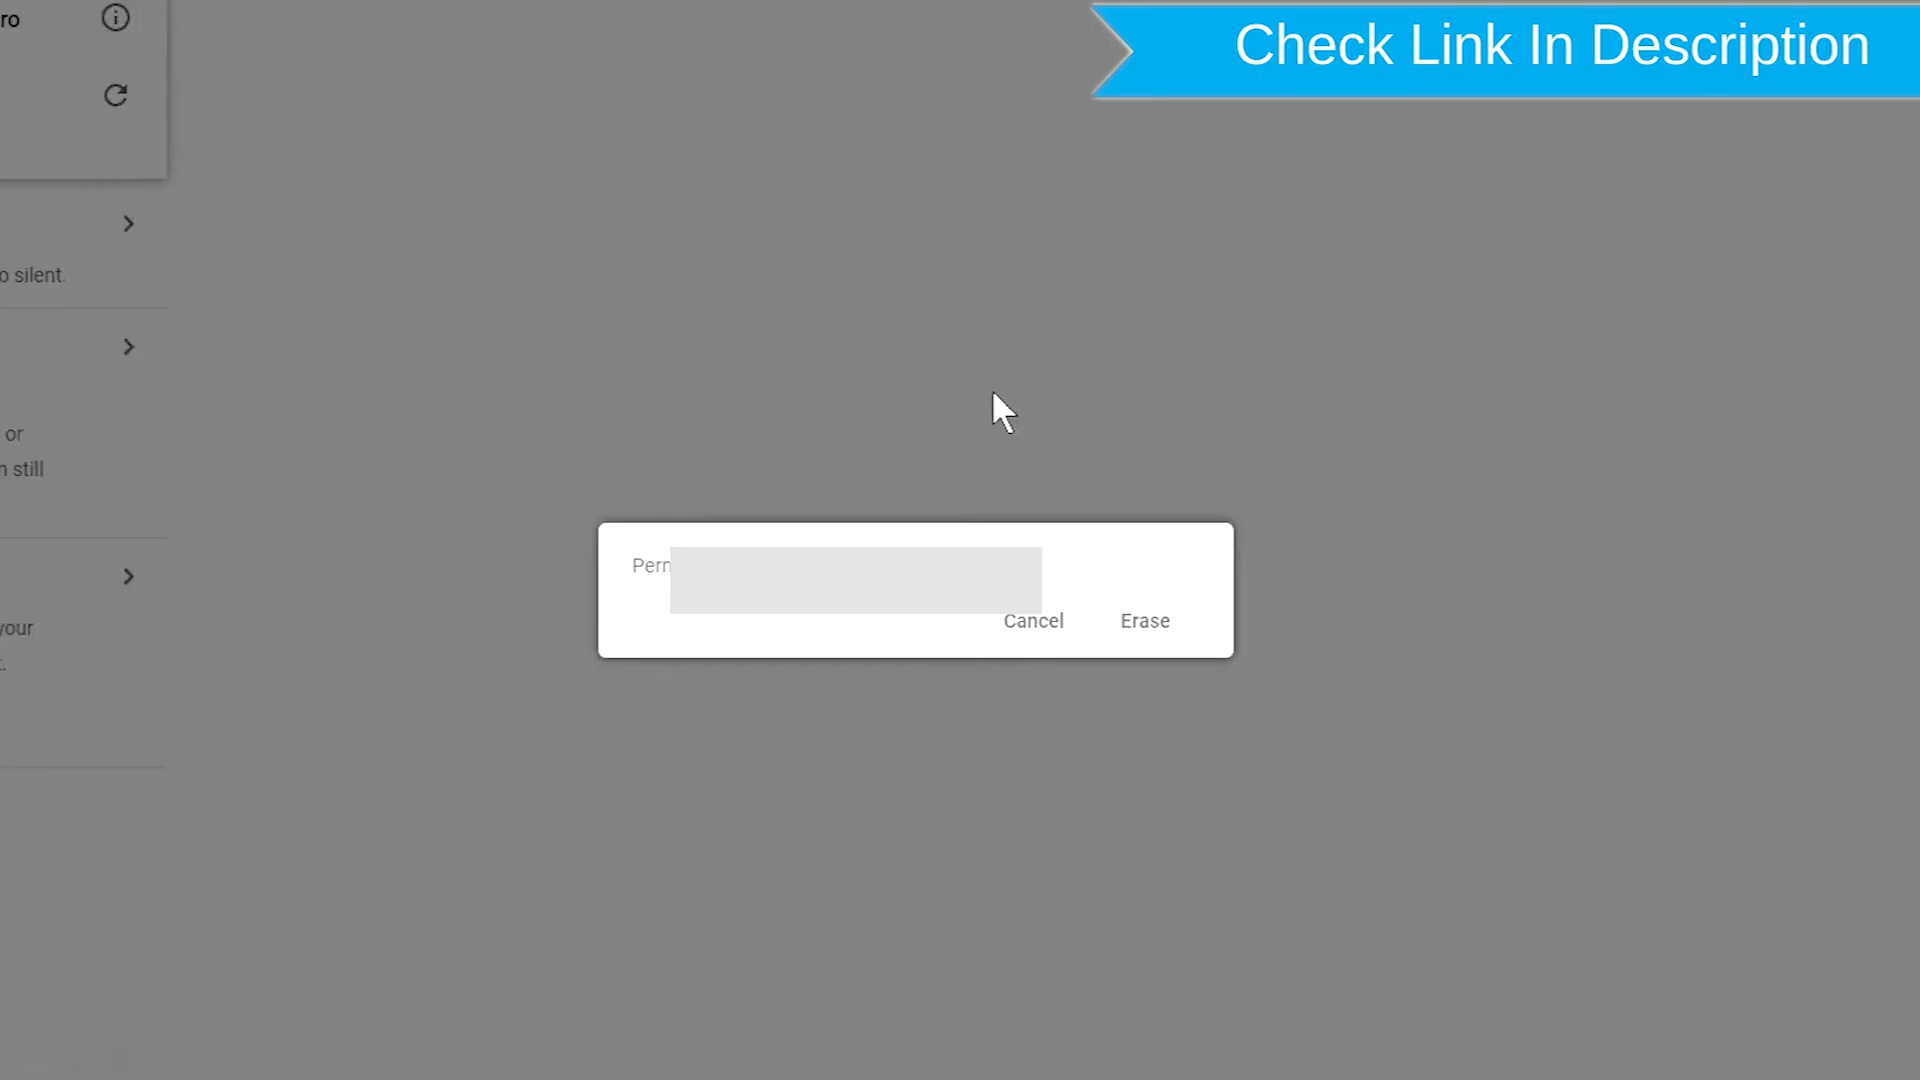 ro
Check Link In Description
o silent.
or
n still
your
t.
Pern
Cancel Erase